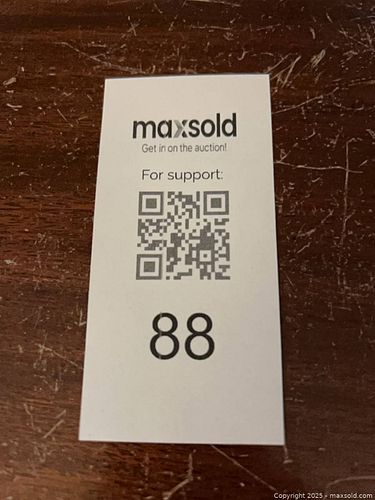 maxsold
Get in on the auction!
For support:
88
Copyright 2025 - maxsold.com